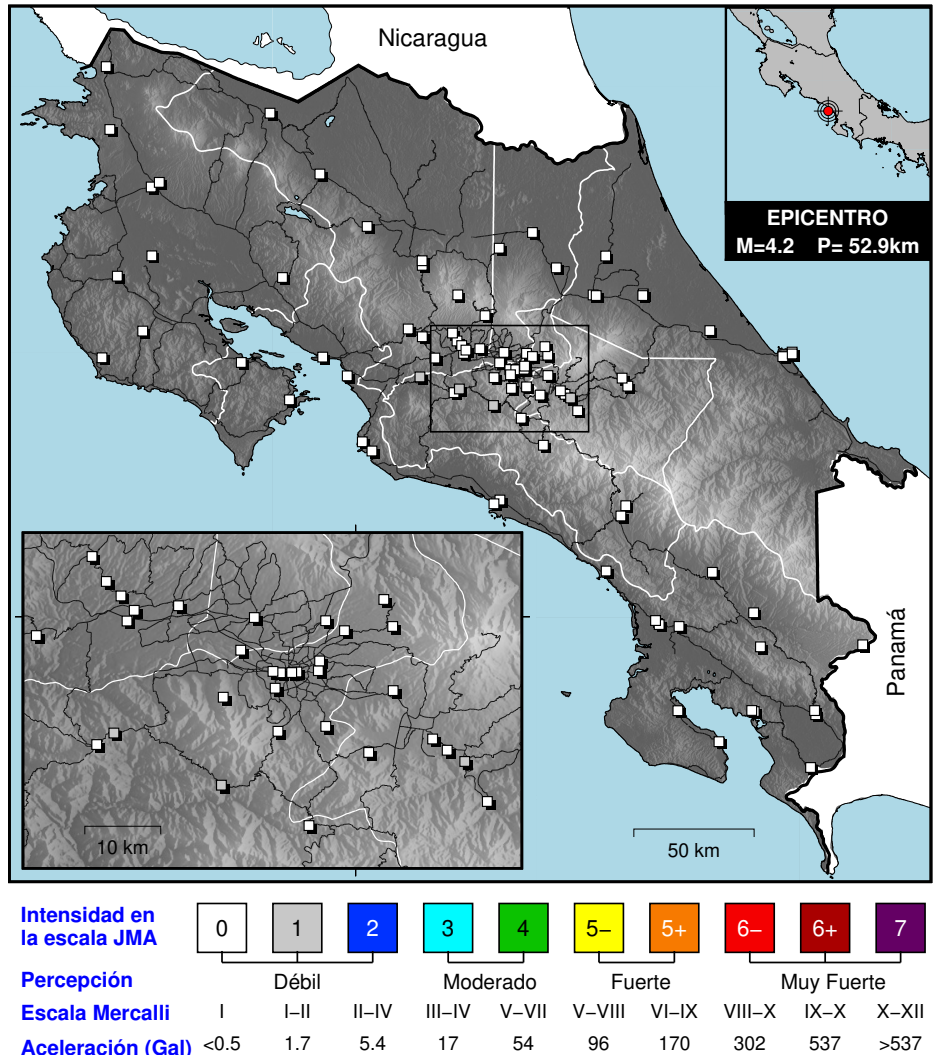 Nicaragua
EPICENTRO
M=4.2 P= 52.9km
Panamá
10 km
50 km
Intensidad en
la escala JMA
0 1 2 3 4 5− 5+ 6− 6+ 7
Percepción Débil Moderado Fuerte Muy Fuerte
Escala Mercalli I I−II II−IV III−IV V−VII V−VIII VI−IX VIII−X IX−X X−XII
Aceleración (Gal) <0.5 1.7 5.4 17 54 96 170 302 537 >537